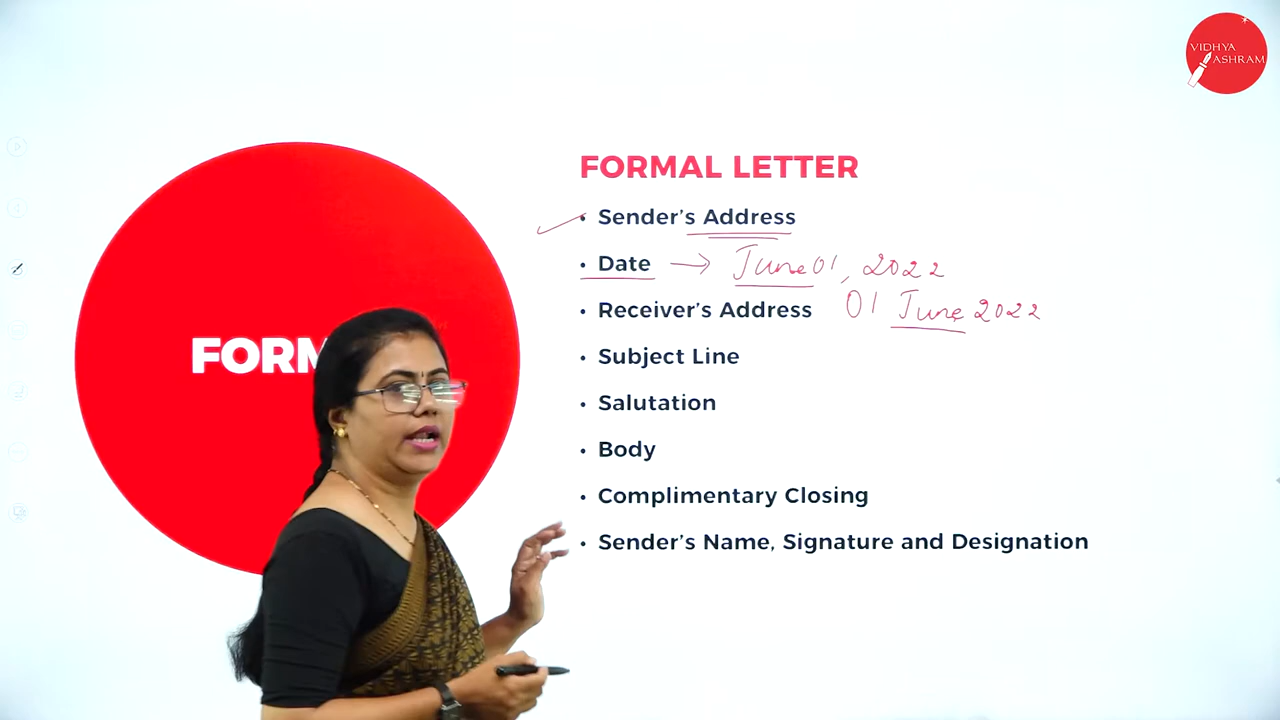 VIDHYA
ASHRAM
FORM
FORMAL LETTER
• Sender's Address
• Date → June 01, 2022
• Receiver's Address 01 June 2022
• Subject Line
• Salutation
• Body
• Complimentary Closing
• Sender's Name, Signature and Designation